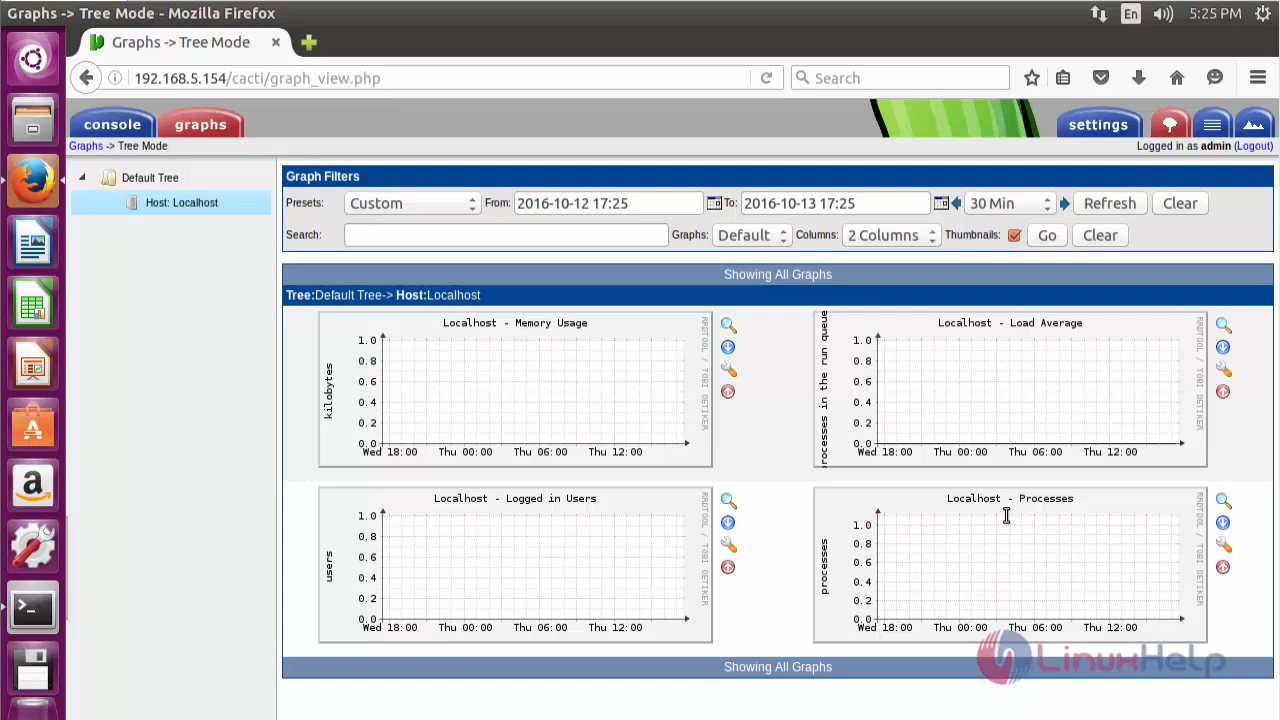 Graphs -> Tree Mode - Mozilla Firefox
En
5:25 PM
Graphs -> Tree Mode
192.168.5.154/cacti/graph_view.php
Search
console
graphs
settings
Graphs -> Tree Mode
Logged in as admin (Logout)
Default Tree
Host: Localhost
Graph Filters
Presets: Custom From: 2016-10-12 17:25 To: 2016-10-13 17:25 30 Min Refresh Clear
Search: Graphs: Default Columns: 2 Columns Thumbnails: Go Clear
Showing All Graphs
Tree:Default Tree-> Host:Localhost
Localhost - Memory Usage
kilobytes
1.0
0.8
0.6
0.4
0.2
0.0
Wed 18:00 Thu 00:00 Thu 06:00 Thu 12:00
RRDTOOL / TOBI OETIKER
Localhost - Load Average
processes in the run queue
1.0
0.8
0.6
0.4
0.2
0.0
Wed 18:00 Thu 00:00 Thu 06:00 Thu 12:00
RRDTOOL / TOBI OETIKER
Localhost - Logged in Users
users
1.0
0.8
0.6
0.4
0.2
0.0
Wed 18:00 Thu 00:00 Thu 06:00 Thu 12:00
RRDTOOL / TOBI OETIKER
Localhost - Processes
processes
1.0
0.8
0.6
0.4
0.2
0.0
Wed 18:00 Thu 00:00 Thu 06:00 Thu 12:00
RRDTOOL / TOBI OETIKER
Showing All Graphs
LinuxHelp